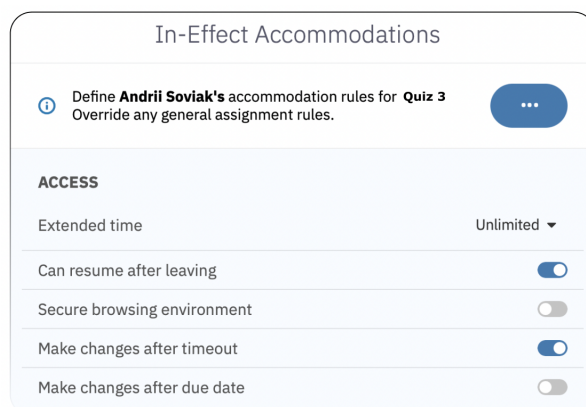 In-Effect Accommodations
Define Andrii Soviak's accommodation rules for Quiz 3
Override any general assignment rules.
ACCESS
Extended time Unlimited
Can resume after leaving
Secure browsing environment
Make changes after timeout
Make changes after due date